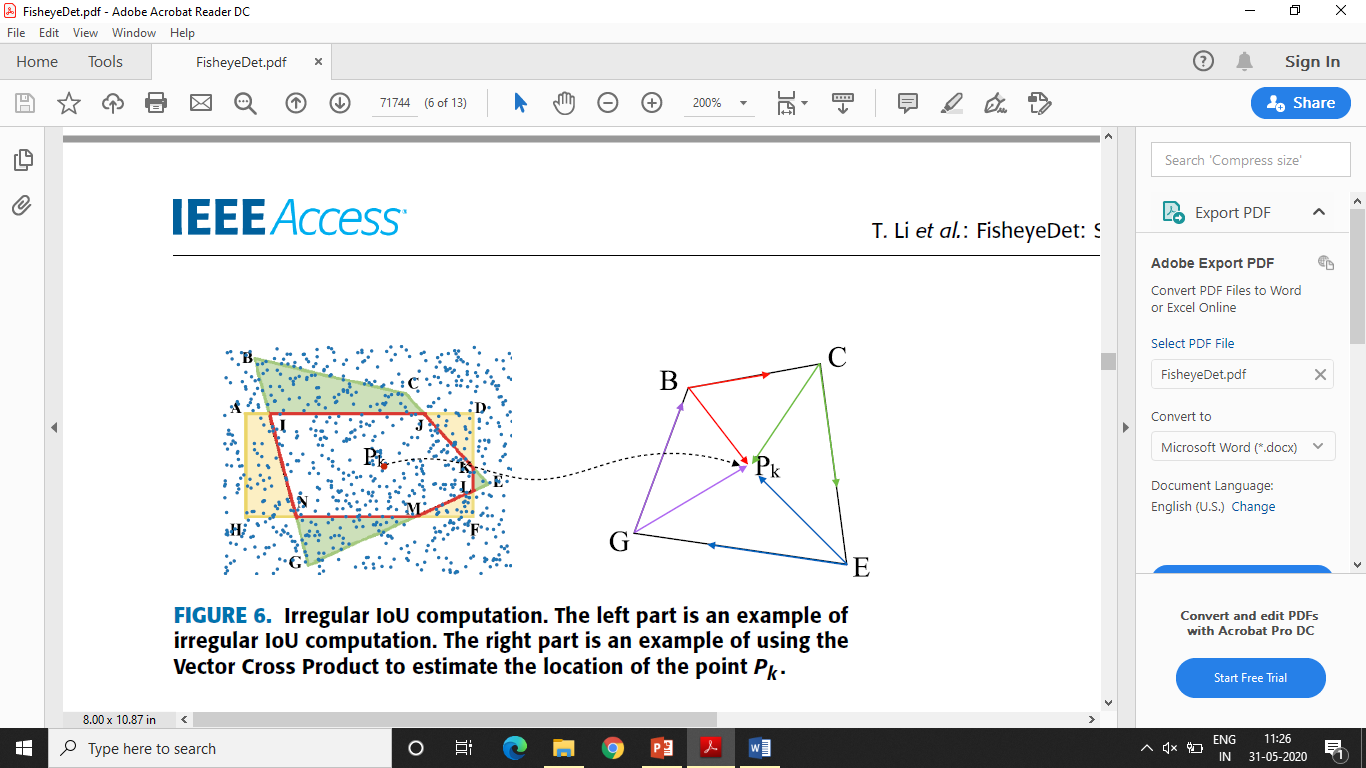 FisheyeDet.pdf - Adobe Acrobat Reader DC
File Edit View Window Help
Home Tools FisheyeDet.pdf × Sign In
71744 (6 of 13) 200% Share
IEEE Access
T. Li et al.: FisheyeDet: S
B
C
A
D
I
J
Pk
K
E
L
N
M
H
F
G
B
C
Pk
G
E
FIGURE 6. Irregular IoU computation. The left part is an example of
irregular IoU computation. The right part is an example of using the
Vector Cross Product to estimate the location of the point Pk.
8.00 x 10.87 in
Search 'Compress size'
Export PDF
Adobe Export PDF
Convert PDF Files to Word
or Excel Online
Select PDF File
FisheyeDet.pdf
Convert to
Microsoft Word (*.docx)
Document Language:
English (U.S.) Change
Convert and edit PDFs
with Acrobat Pro DC
Start Free Trial
Type here to search
ENG
IN
11:26
31-05-2020
1